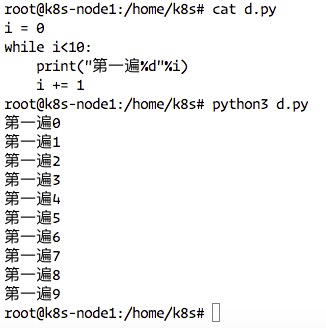 root@k8s-node1:/home/k8s# cat d.py
i = 0
while i<10:
    print("第一遍%d"%i)
    i += 1
root@k8s-node1:/home/k8s# python3 d.py
第一遍0
第一遍1
第一遍2
第一遍3
第一遍4
第一遍5
第一遍6
第一遍7
第一遍8
第一遍9
root@k8s-node1:/home/k8s#